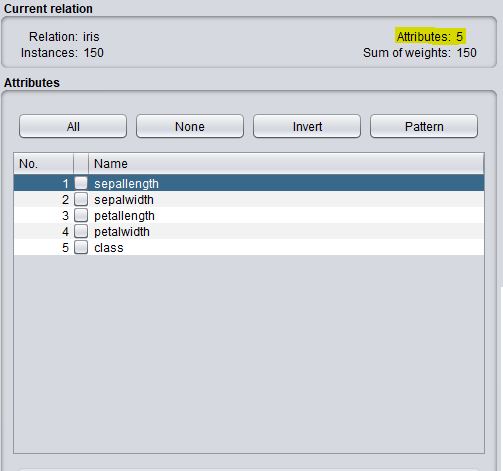 Current relation
Relation: iris Attributes: 5
Instances: 150 Sum of weights: 150
Attributes
All None Invert Pattern
No. Name
1 sepallength
2 sepalwidth
3 petallength
4 petalwidth
5 class